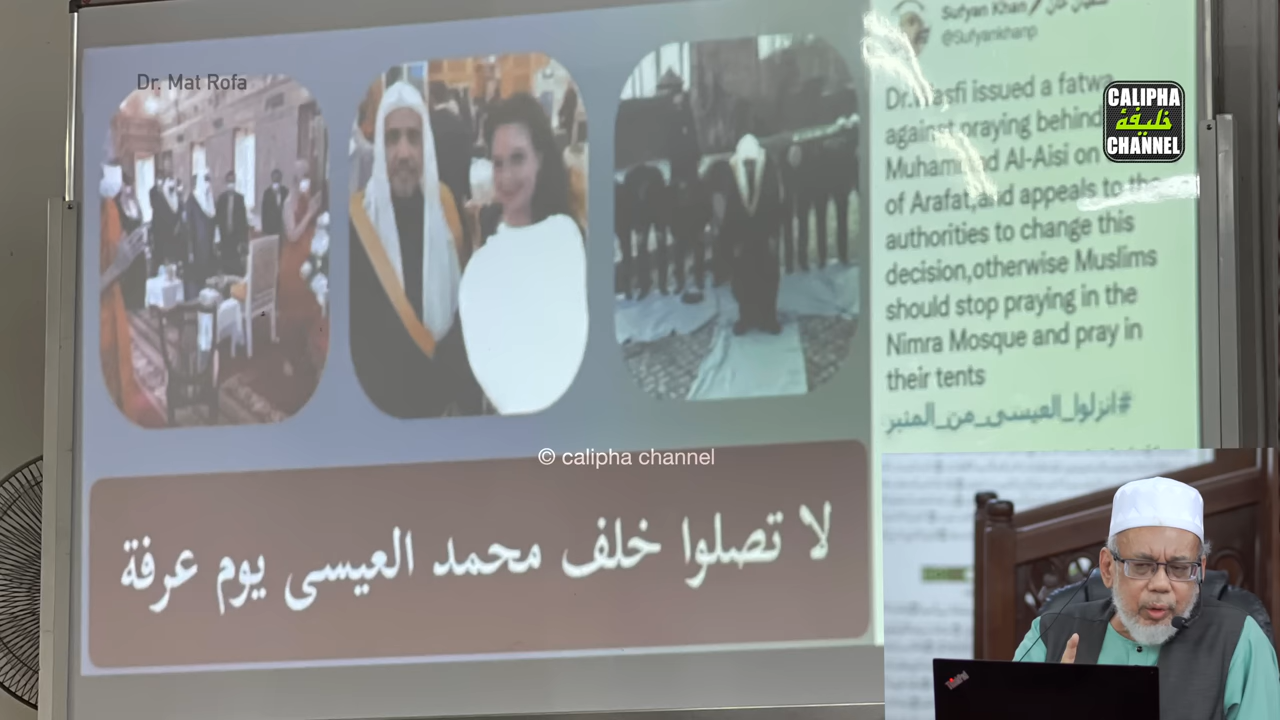 Dr. Mat Rofa
Sufyan Khan
@Sufyankhanp
issued a fatwa
against praying behind
Al-Aisi on
of Arafat, and appeals to the
authorities to change this
decision, otherwise Muslims
should stop praying in the
Nimra Mosque and pray in
their tents
#انزلوا_العيسى_من_المنبر
CALIPHA
خليفة
CHANNEL
© calipha channel
لا تصلوا خلف محمد العيسى يوم عرفة